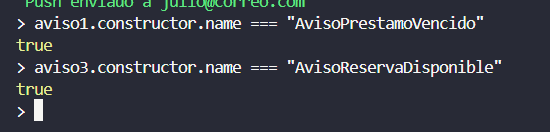 Push enviado a julio@correo.com
> aviso1.constructor.name === "AvisoPrestamoVencido"
true
> aviso3.constructor.name === "AvisoReservaDisponible"
true
>